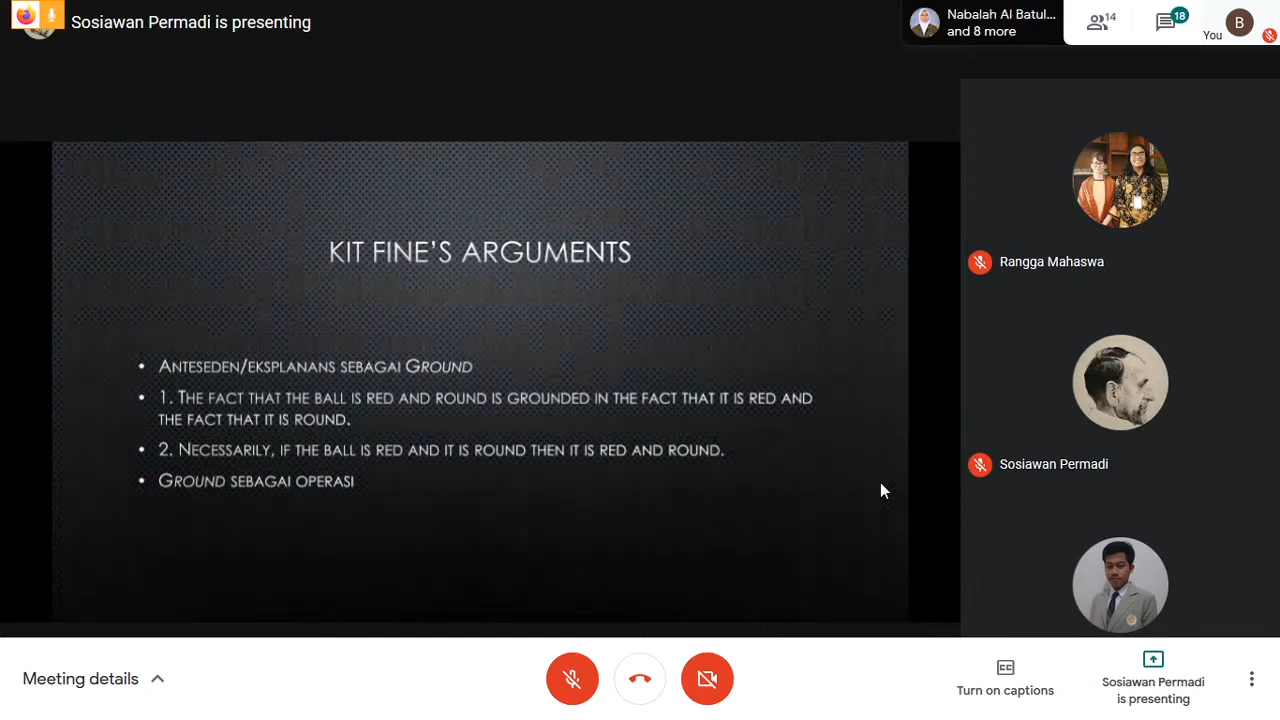 Sosiawan Permadi is presenting
Nabalah Al Batul...
and 8 more
14
18
You
B
KIT FINE'S ARGUMENTS
• ANTESEDEN/EKSPLANANS SEBAGAI GROUND
• 1. THE FACT THAT THE BALL IS RED AND ROUND IS GROUNDED IN THE FACT THAT IT IS RED AND
THE FACT THAT IT IS ROUND.
• 2. NECESSARILY, IF THE BALL IS RED AND IT IS ROUND THEN IT IS RED AND ROUND.
• GROUND SEBAGAI OPERASI
Rangga Mahaswa
Sosiawan Permadi
Meeting details
CC
Turn on captions
Sosiawan Permadi
is presenting